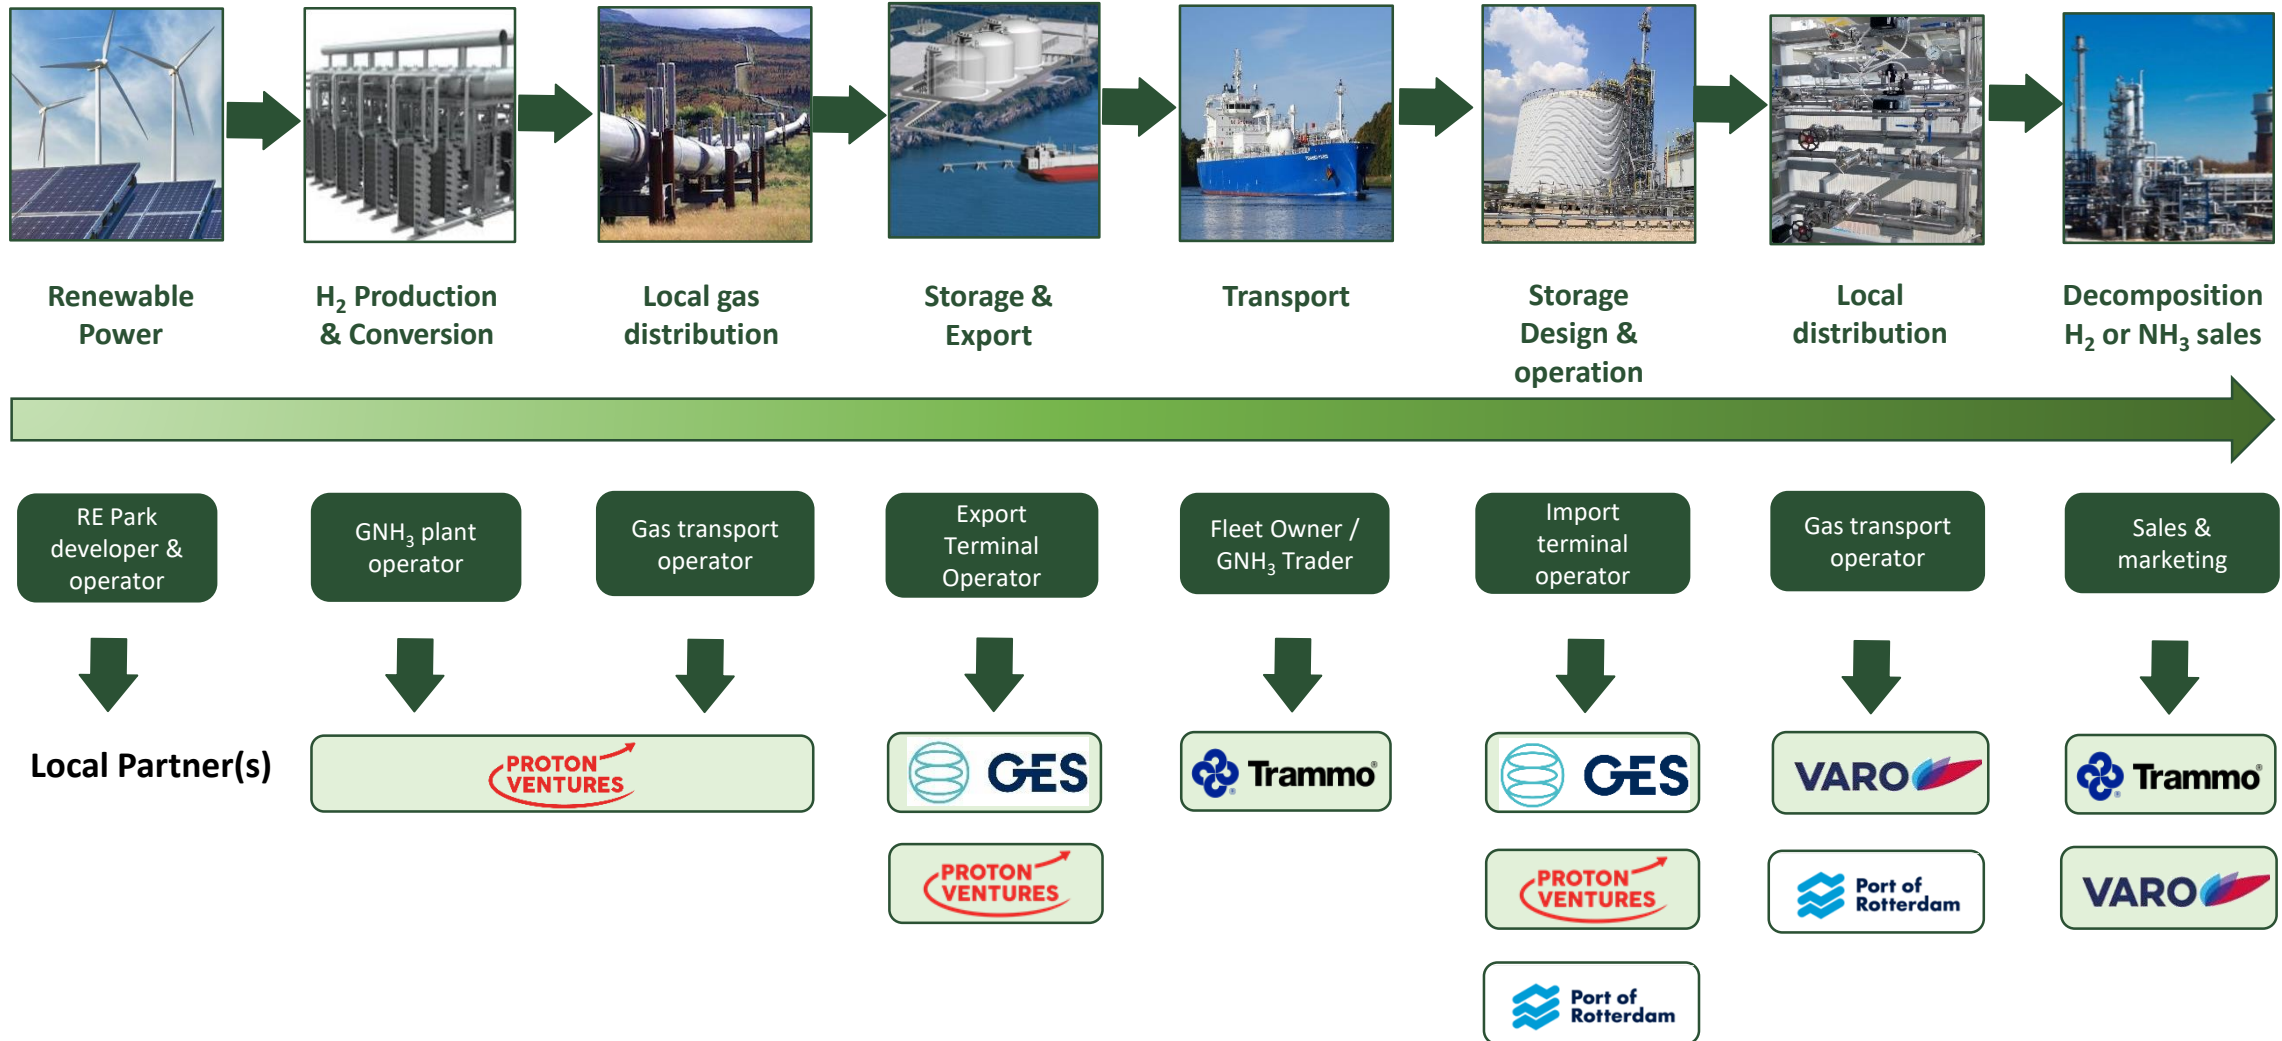 Renewable
Power
H₂ Production
& Conversion
Local gas
distribution
Storage &
Export
Transport
Storage
Design &
operation
Local
distribution
Decomposition
H₂ or NH₃ sales
RE Park
developer &
operator
GNH₃ plant
operator
Gas transport
operator
Export
Terminal
Operator
Fleet Owner /
GNH₃ Trader
Import
terminal
operator
Gas transport
operator
Sales &
marketing
Local Partner(s)
PROTON
VENTURES
GES
Trammo®
GES
VARO
Trammo®
PROTON
VENTURES
PROTON
VENTURES
Port of
Rotterdam
VARO
Port of
Rotterdam